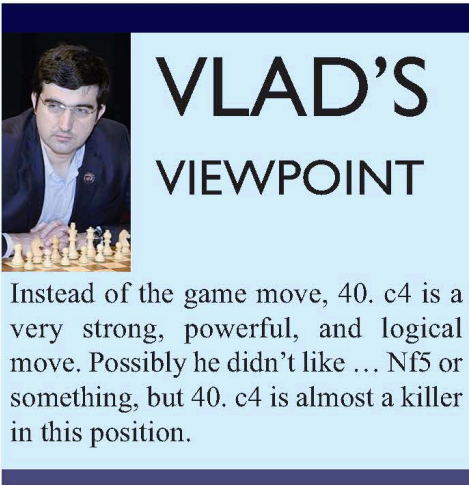 VLAD’S
VIEWPOINT
Instead of the game move, 40. c4 is a
very strong, powerful, and logical
move. Possibly he didn’t like … Nf5 or
something, but 40. c4 is almost a killer
in this position.